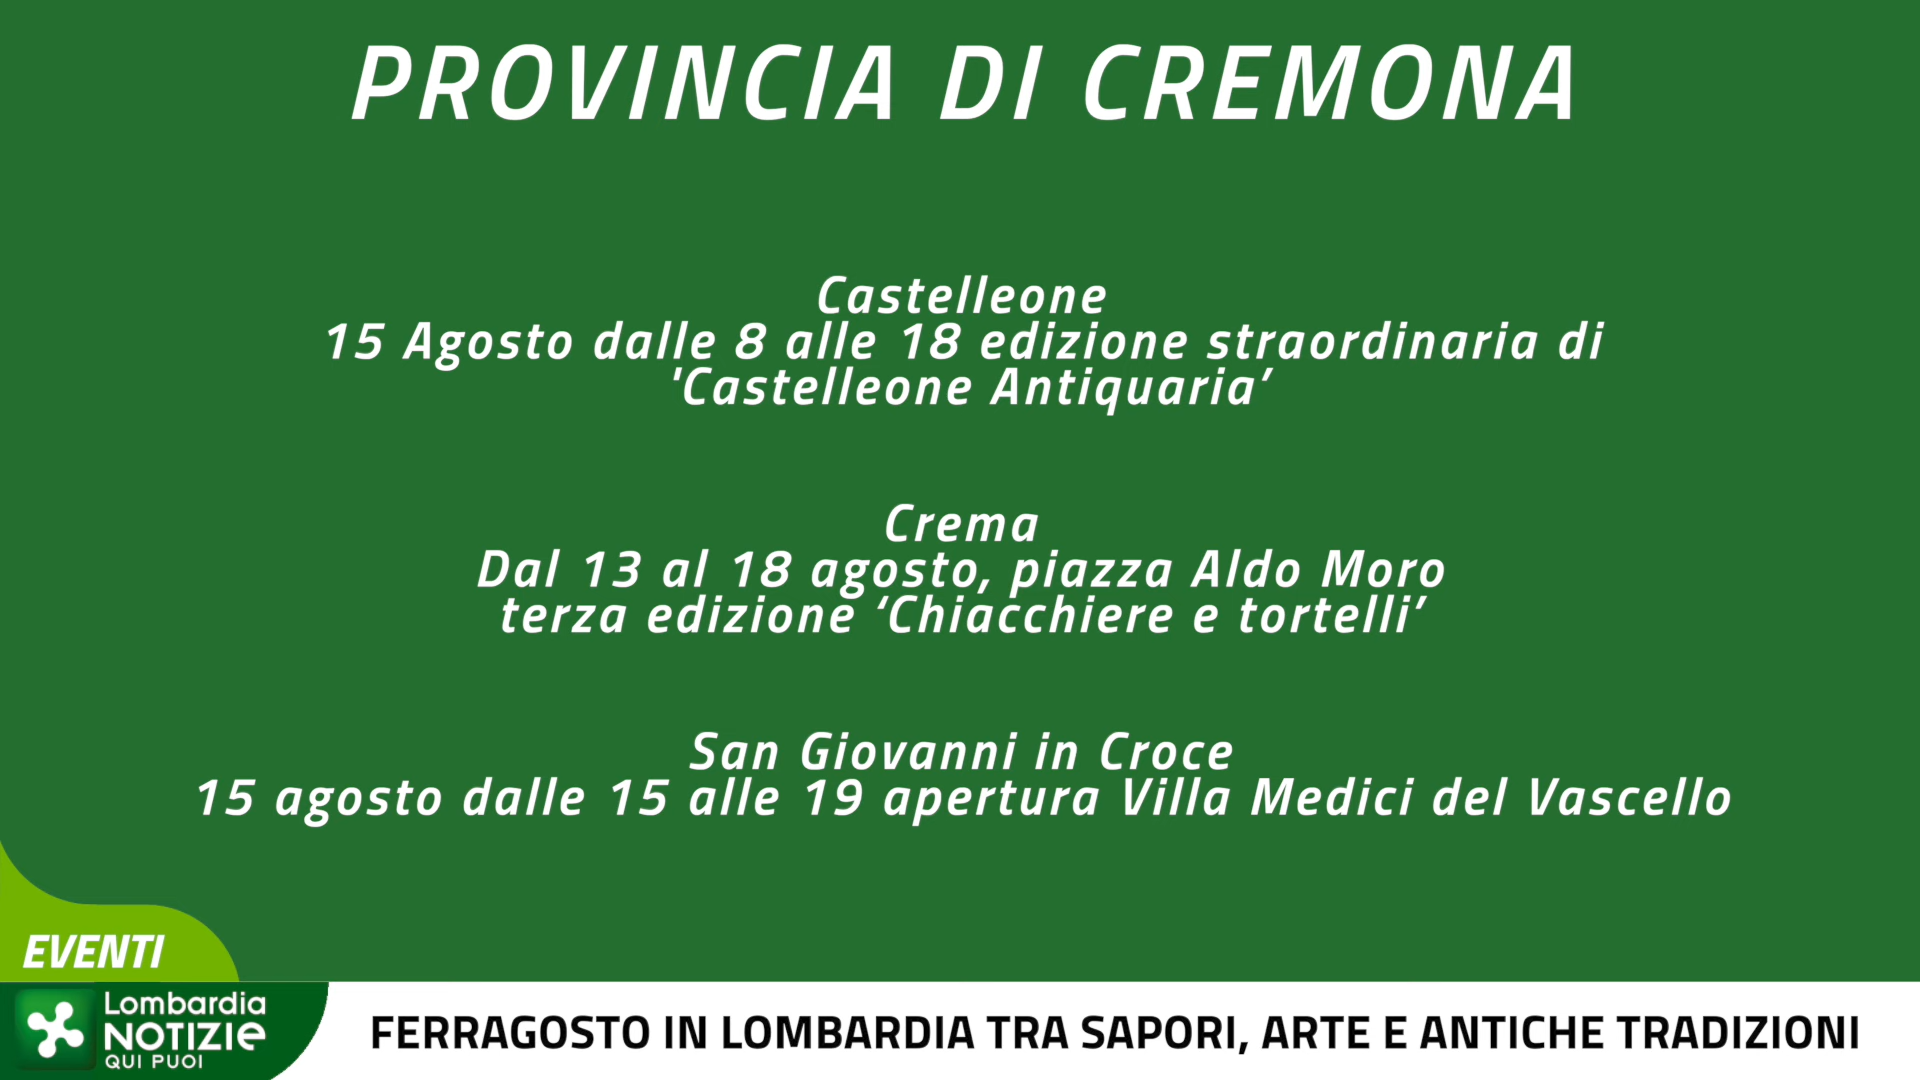 PROVINCIA DI CREMONA
Castelleone
15 Agosto dalle 8 alle 18 edizione straordinaria di
'Castelleone Antiquaria’
Crema
Dal 13 al 18 agosto, piazza Aldo Moro
terza edizione ‘Chiacchiere e tortelli’
San Giovanni in Croce
15 agosto dalle 15 alle 19 apertura Villa Medici del Vascello
EVENTI
Lombardia
NOTIZIE
QUI PUOI
FERRAGOSTO IN LOMBARDIA TRA SAPORI, ARTE E ANTICHE TRADIZIONI